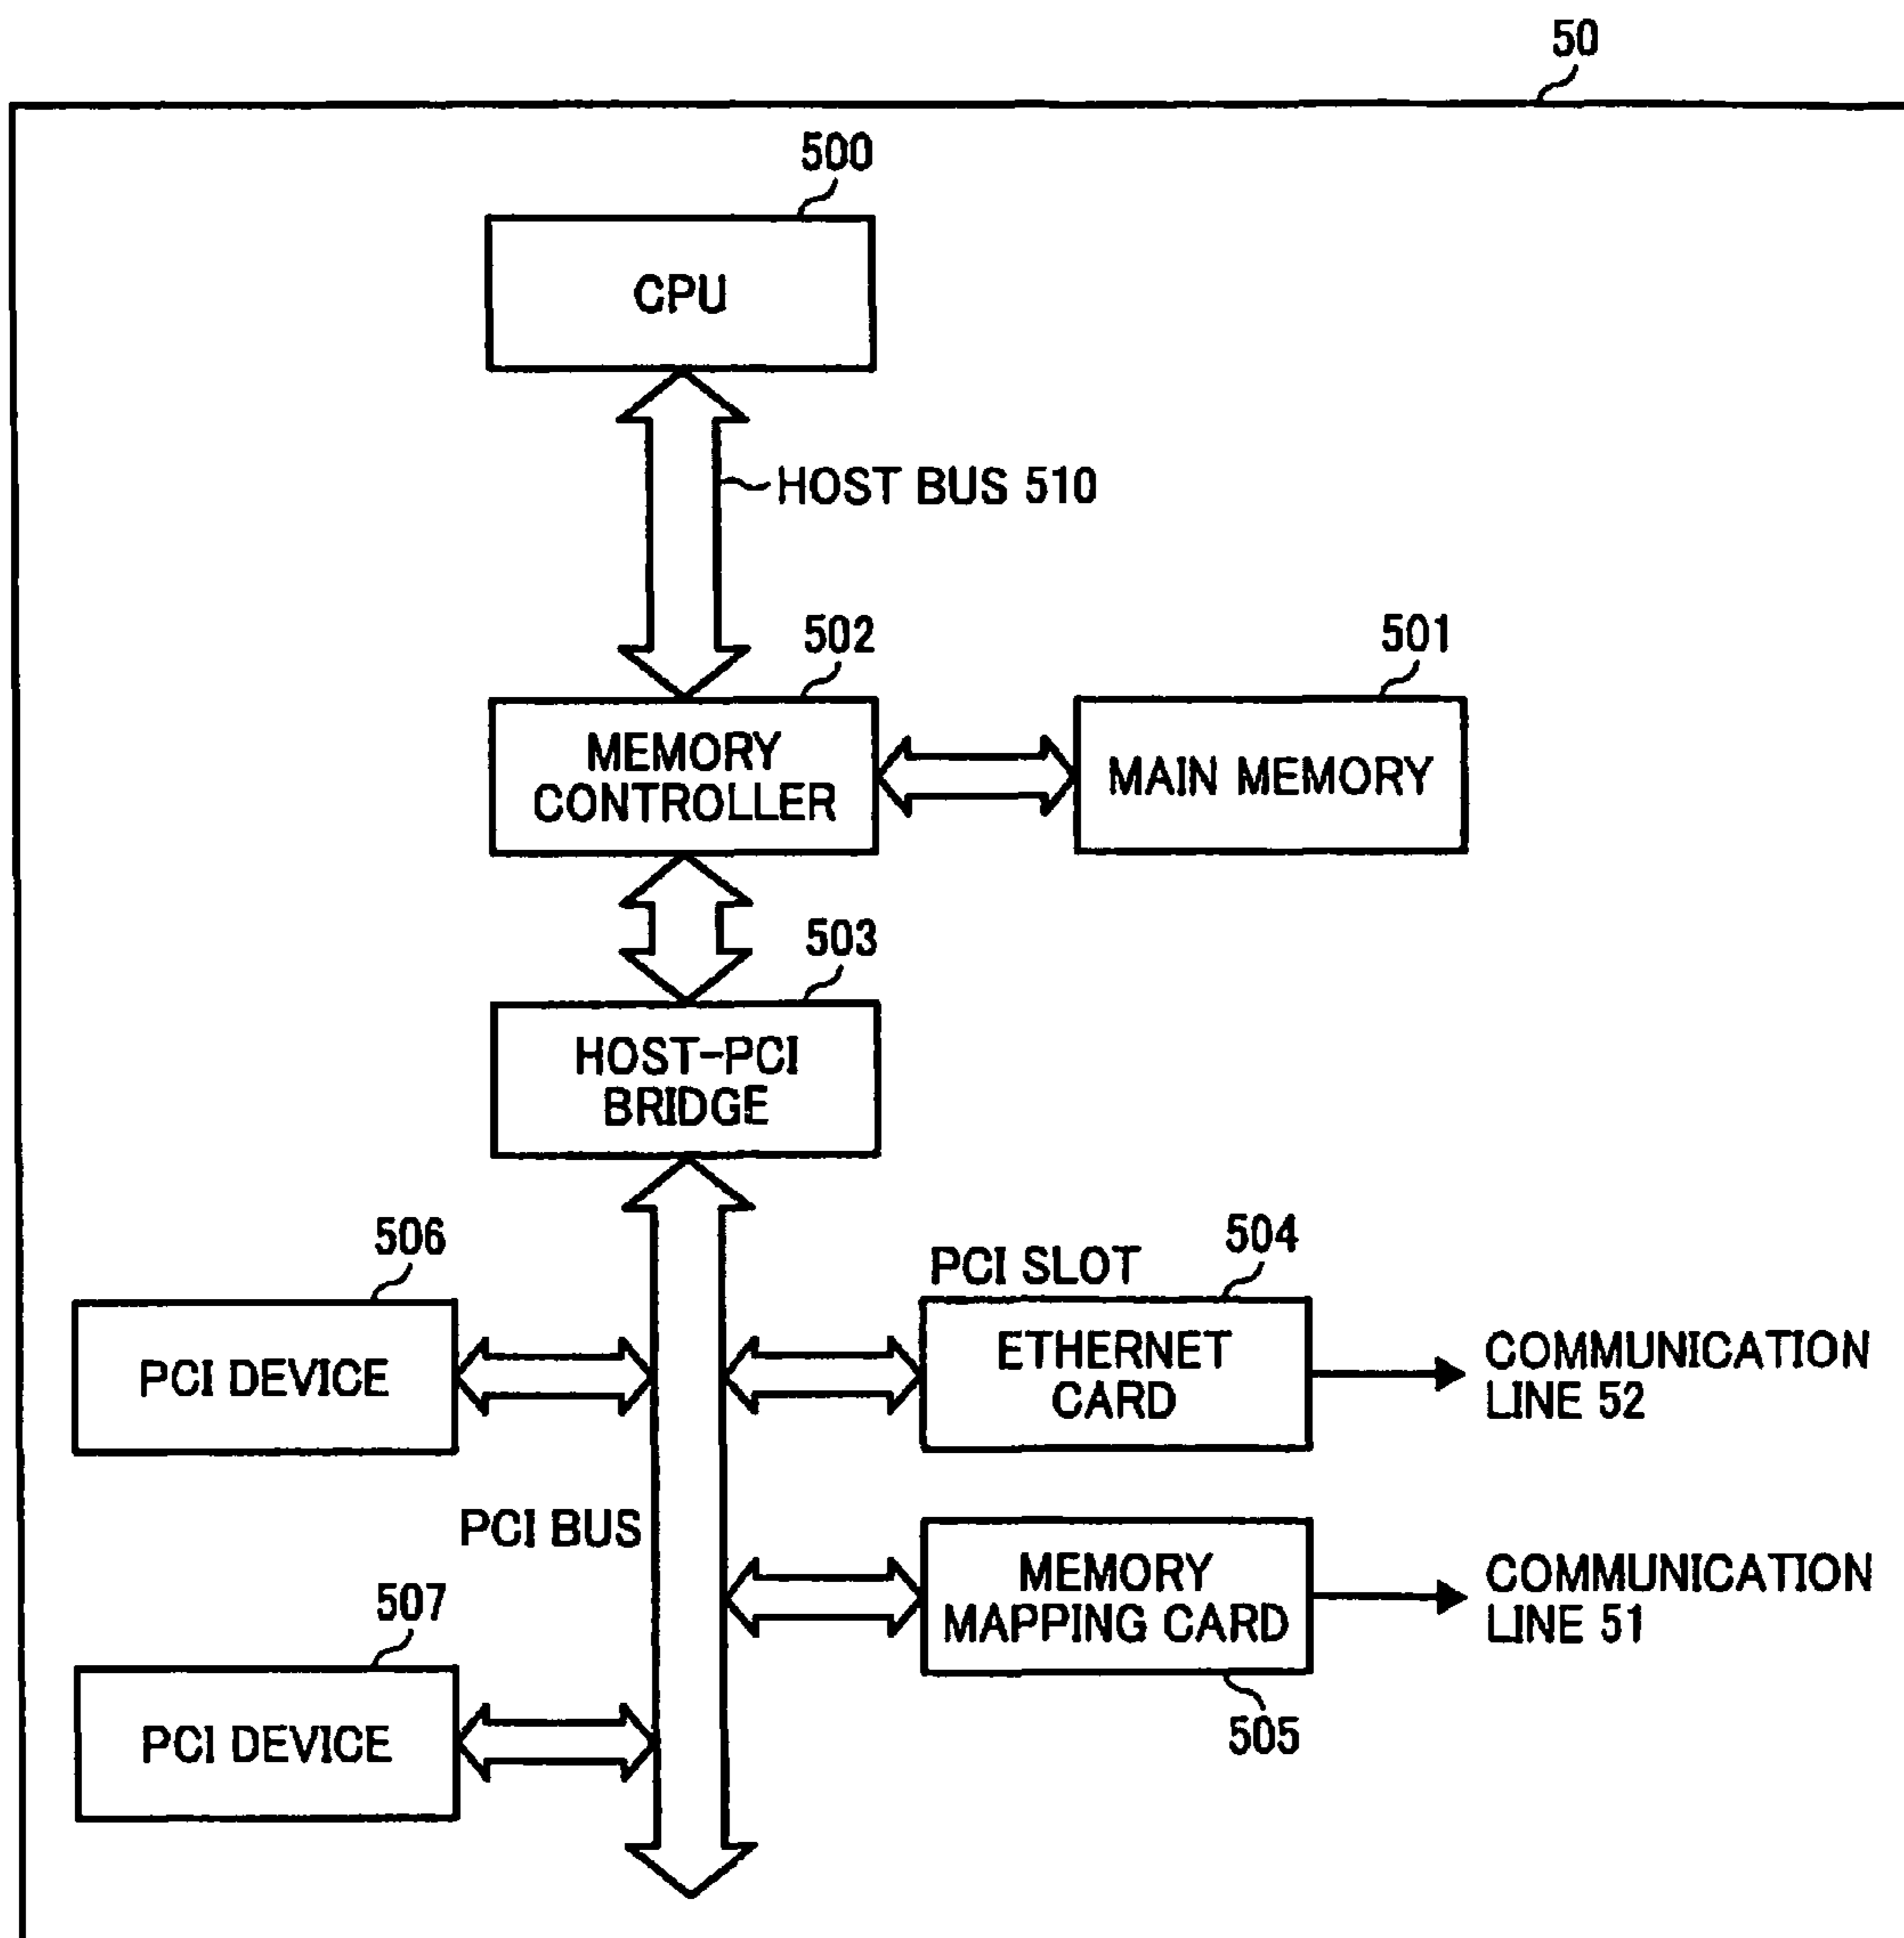 50
500
CPU
HOST BUS 510
502
501
MEMORY
CONTROLLER
MAIN MEMORY
503
HOST-PCI
BRIDGE
506
PCI SLOT
504
PCI DEVICE
ETHERNET
CARD
COMMUNICATION
LINE 52
PCI BUS
MEMORY
MAPPING CARD
COMMUNICATION
LINE 51
507
505
PCI DEVICE